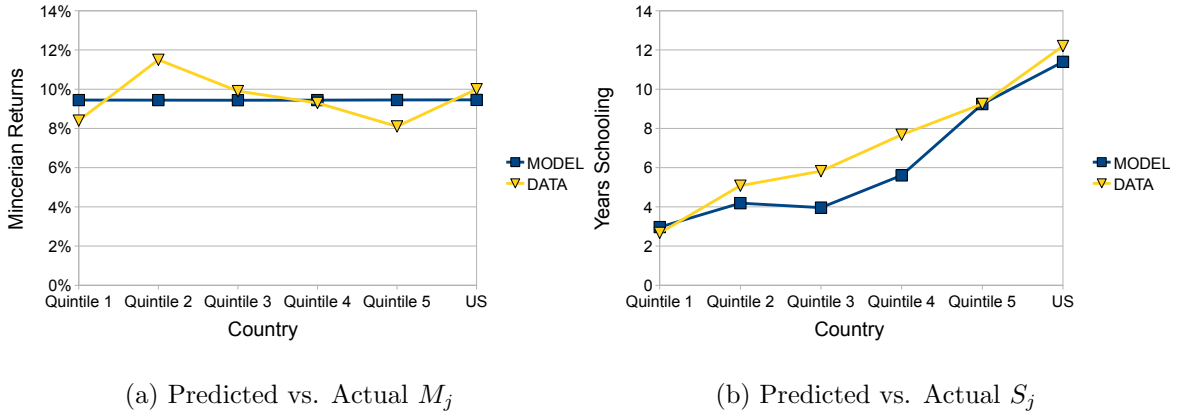 14%
12%
10%
8%
6%
4%
2%
0%
Mincerian Returns
Quintile 1 Quintile 2 Quintile 3 Quintile 4 Quintile 5 US
Country
MODEL
DATA
(a) Predicted vs. Actual M_j
14
12
10
8
6
4
2
0
Years Schooling
Quintile 1 Quintile 2 Quintile 3 Quintile 4 Quintile 5 US
Country
MODEL
DATA
(b) Predicted vs. Actual S_j